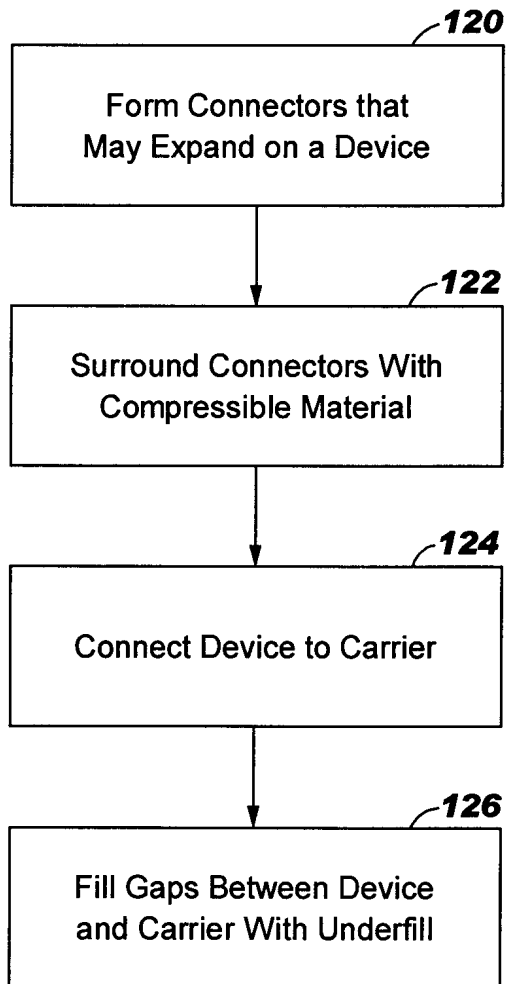 120
Form Connectors that
May Expand on a Device
122
Surround Connectors With
Compressible Material
124
Connect Device to Carrier
126
Fill Gaps Between Device
and Carrier With Underfill